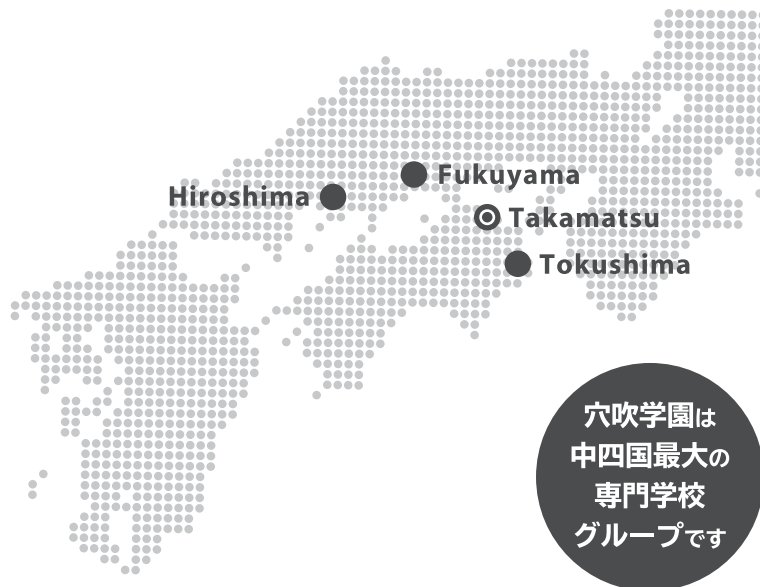 Fukuyama
Hiroshima
Takamatsu
Tokushima
穴吹学園は
中四国最大の
専門学校
グループです